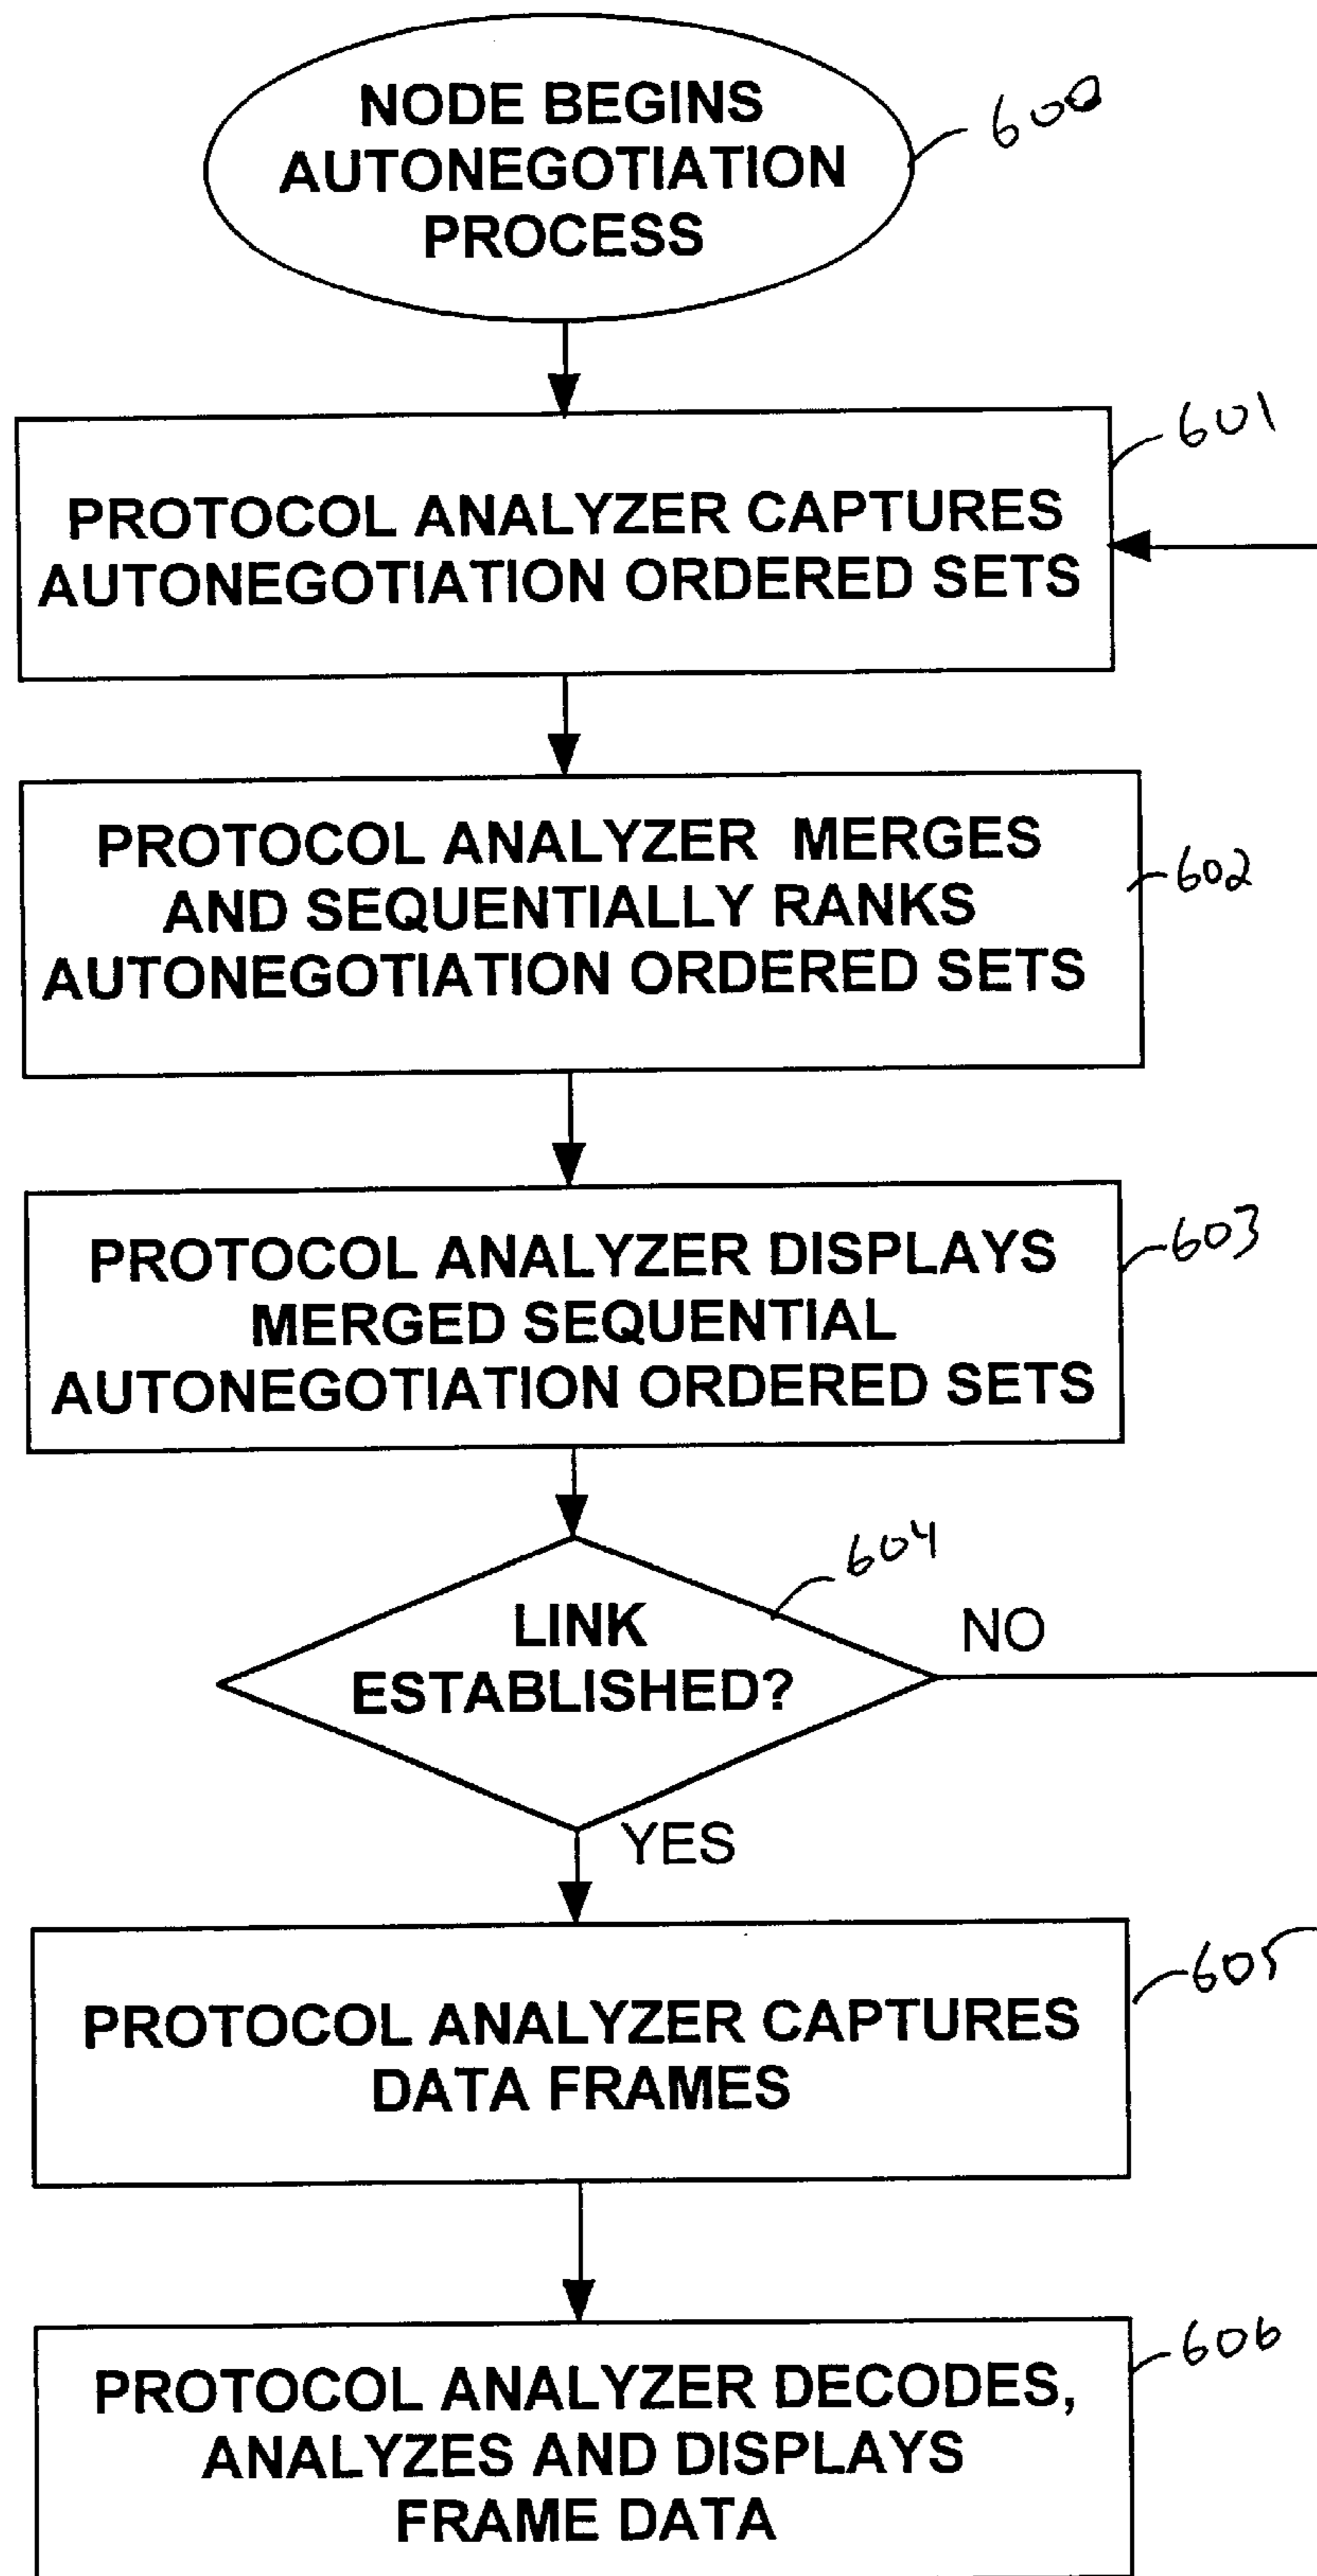 NODE BEGINS
AUTONEGOTIATION
PROCESS
600
PROTOCOL ANALYZER CAPTURES
AUTONEGOTIATION ORDERED SETS
601
PROTOCOL ANALYZER MERGES
AND SEQUENTIALLY RANKS
AUTONEGOTIATION ORDERED SETS
602
PROTOCOL ANALYZER DISPLAYS
MERGED SEQUENTIAL
AUTONEGOTIATION ORDERED SETS
603
LINK
ESTABLISHED?
604
NO
YES
PROTOCOL ANALYZER CAPTURES
DATA FRAMES
605
PROTOCOL ANALYZER DECODES,
ANALYZES AND DISPLAYS
FRAME DATA
606